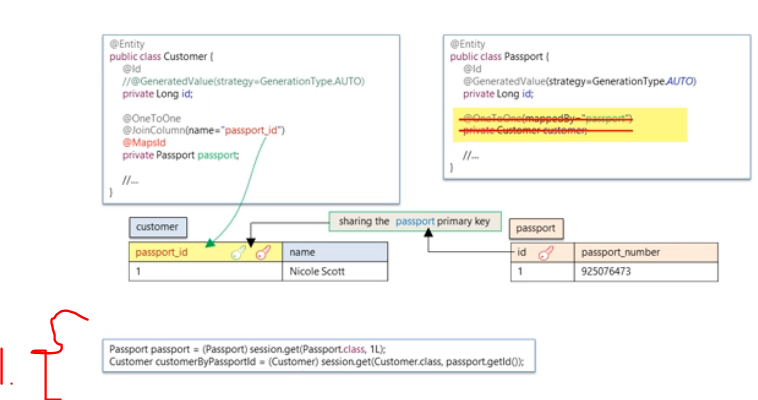 @Entity
public class Customer {
@Id
//@GeneratedValue(strategy=GenerationType.AUTO)
private Long id;
@OneToOne
@JoinColumn(name="passport_id")
@MapsId
private Passport passport;
//...
}
@Entity
public class Passport {
@Id
@GeneratedValue(strategy=GenerationType.AUTO)
private Long id;
@OneToOne(mappedBy="passport")
private Customer customer;
//...
}
sharing the passport primary key
customer
passport_id name
1 Nicole Scott
passport
id passport_number
1 925076473
1.
Passport passport = (Passport) session.get(Passport.class, 1L);
Customer customerByPassportId = (Customer) session.get(Customer.class, passport.getId());